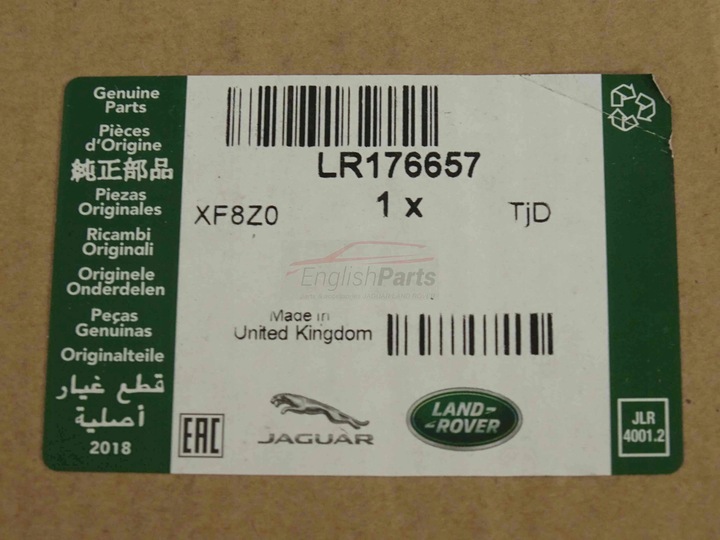 Genuine
Parts
Pièces
d'Origine
純正部品
Piezas
Originales
Ricambi
Originali
Originele
Onderdelen
Peças
Genuinas
Originalteile
قطع غيار
أصلية
2018
LR176657
1 x
XF8Z0
TjD
EnglishParts
Made in
United Kingdom
EAC
JAGUAR
LAND-
-ROVER
JLR
4001.2